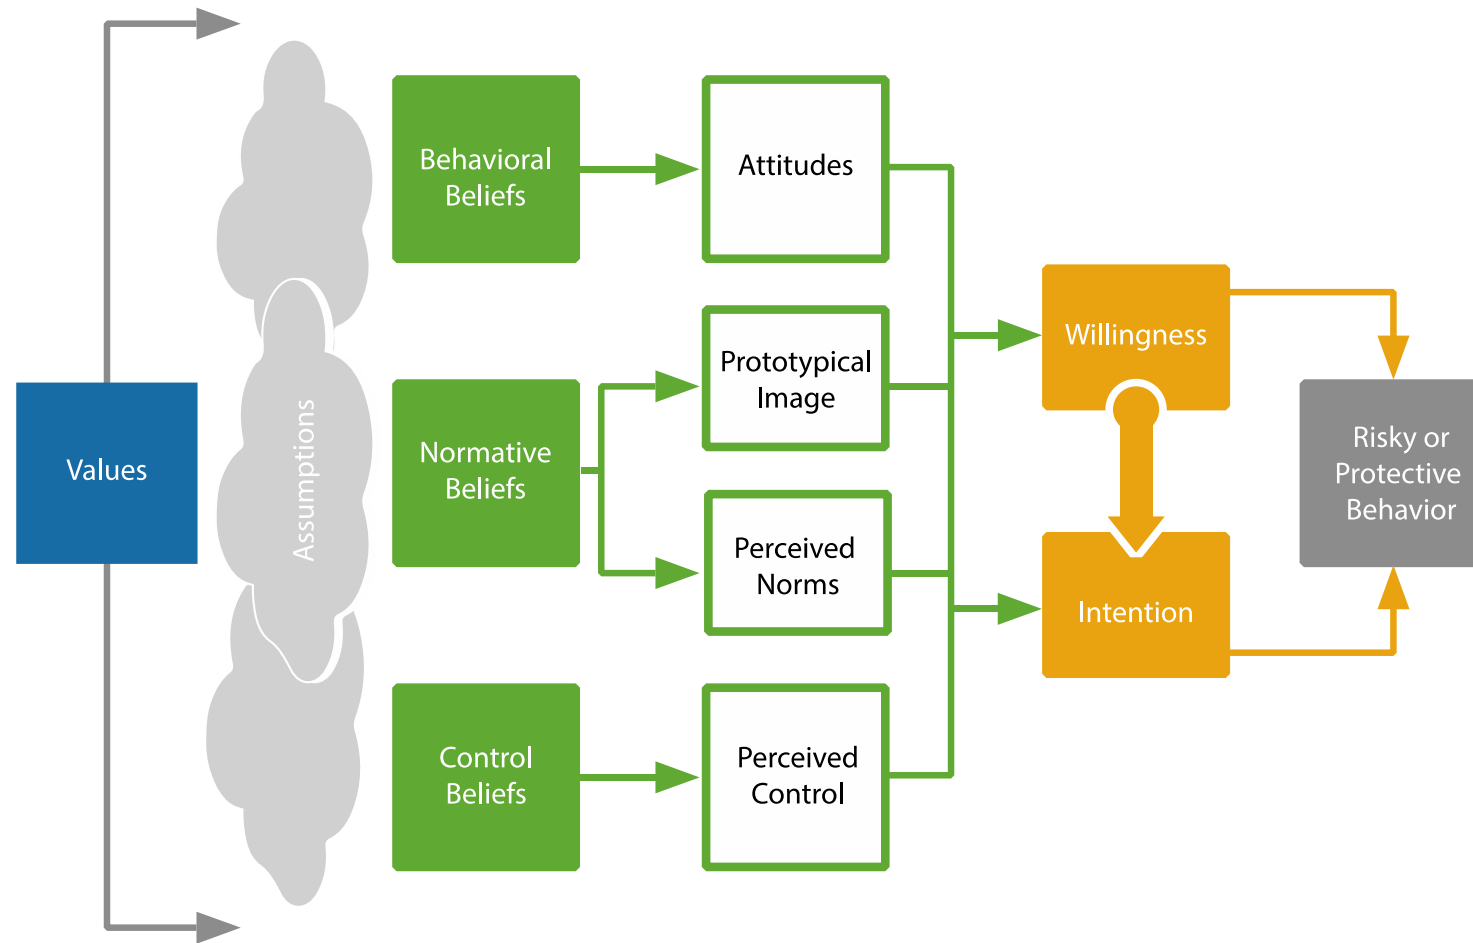 Values
Assumptions
Behavioral
Beliefs
Normative
Beliefs
Control
Beliefs
Attitudes
Prototypical
Image
Perceived
Norms
Perceived
Control
Willingness
Intention
Risky or
Protective
Behavior